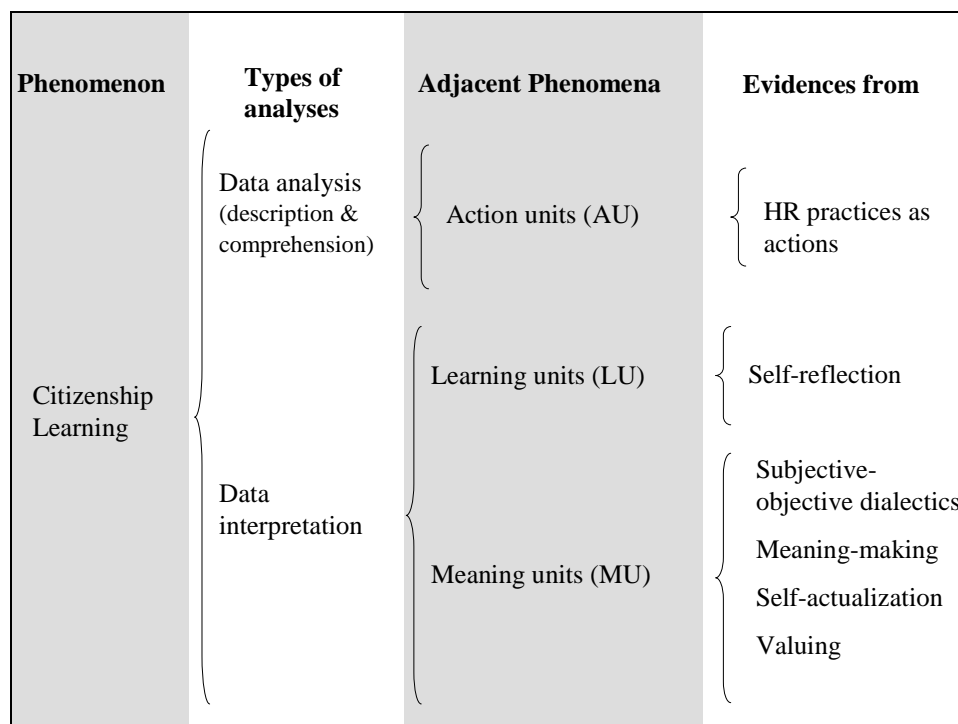 Phenomenon
Types of
analyses
Adjacent Phenomena
Evidences from
Citizenship
Learning
Data analysis
(description &
comprehension)
Action units (AU)
HR practices as
actions
Data
interpretation
Learning units (LU)
Self-reflection
Meaning units (MU)
Subjective-
objective dialectics
Meaning-making
Self-actualization
Valuing